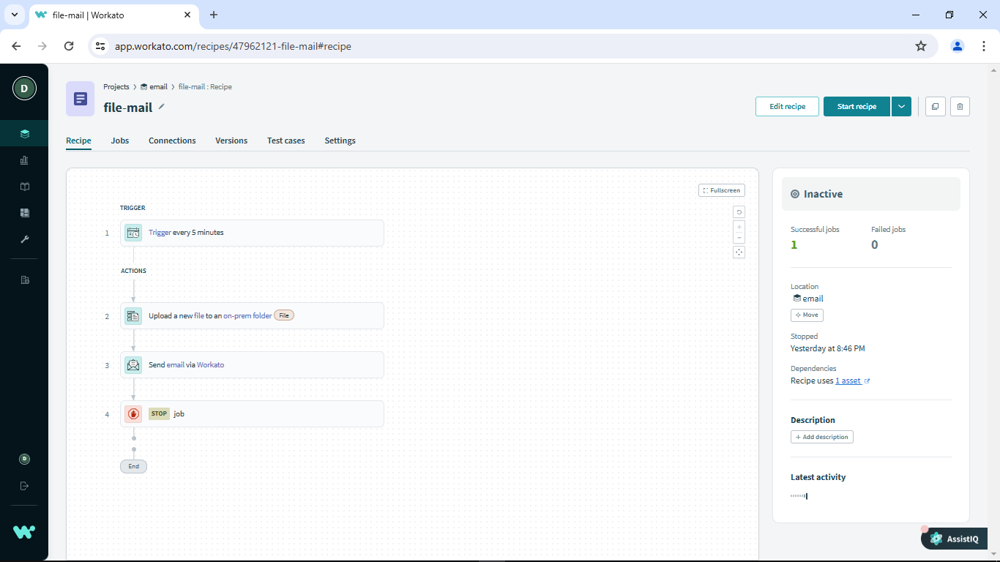 file-mail | Workato
app.workato.com/recipes/47962121-file-mail#recipe
D
Projects > email > file-mail : Recipe
file-mail
Edit recipe
Start recipe
Recipe Jobs Connections Versions Test cases Settings
Fullscreen
TRIGGER
1 Trigger every 5 minutes
ACTIONS
2 Upload a new file to an on-prem folder File
3 Send email via Workato
4 STOP job
End
Inactive
Successful jobs Failed jobs
1 0
Location
email
Move
Stopped
Yesterday at 8:46 PM
Dependencies
Recipe uses 1 asset
Description
+ Add description
Latest activity
D
AssistIQ